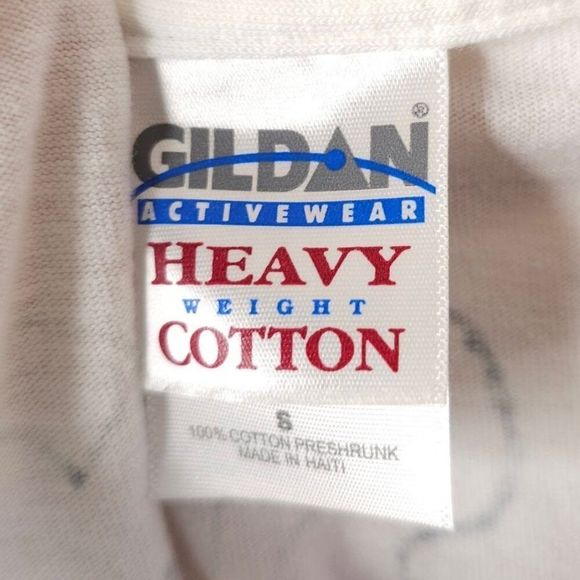 GILDAN®
ACTIVEWEAR
HEAVY
WEIGHT
COTTON
S
100% COTTON PRESHRUNK
MADE IN HAITI